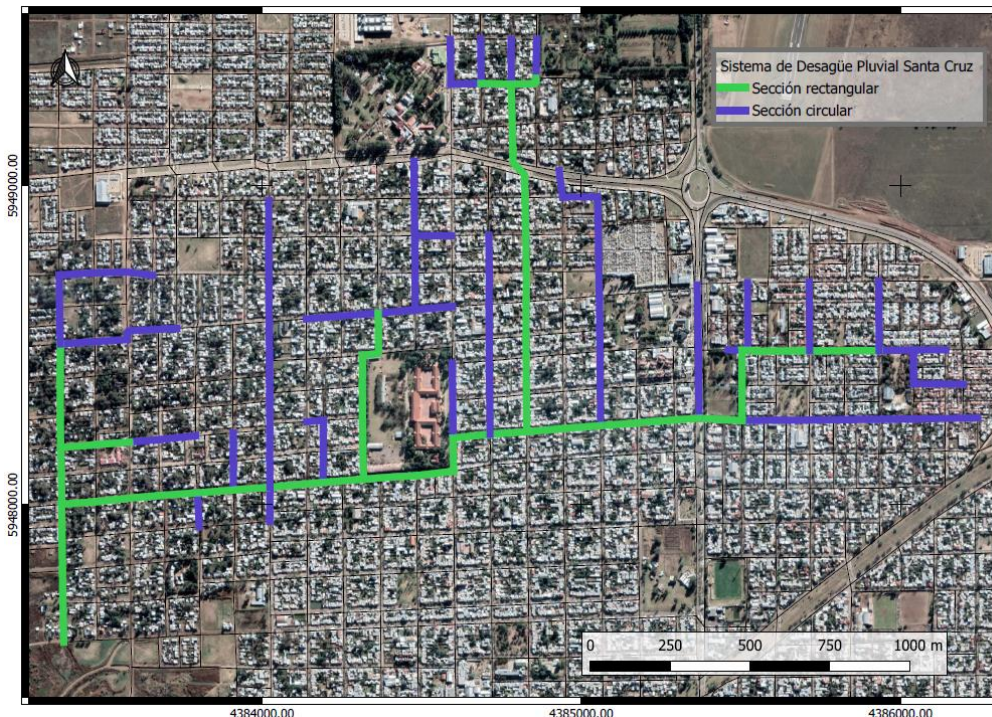 Sistema de Desagüe Pluvial Santa Cruz
Sección rectangular
Sección circular
5949000.00
5948000.00
0 250 500 750 1000 m
4384000.00 4385000.00 4386000.00